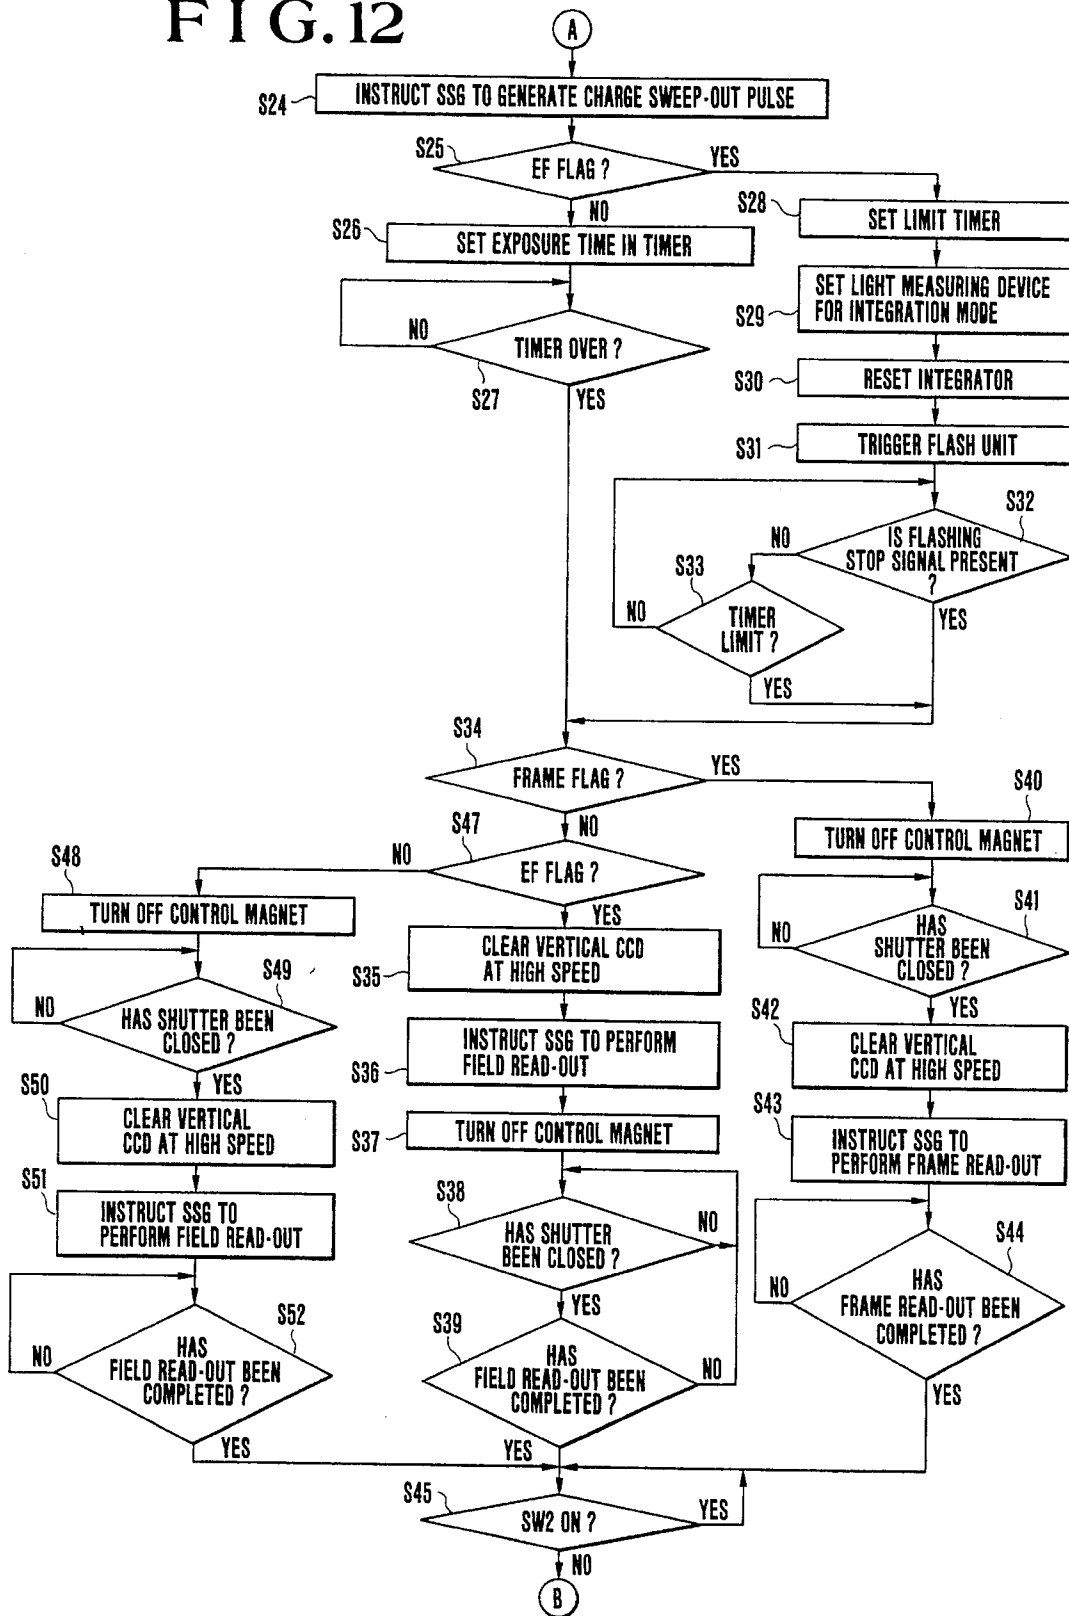 FIG. 12
A
S24
INSTRUCT SSG TO GENERATE CHARGE SWEEP-OUT PULSE
S25
EF FLAG ?
YES
NO
S26
SET EXPOSURE TIME IN TIMER
NO
TIMER OVER ?
S27
YES
S28
SET LIMIT TIMER
S29
SET LIGHT MEASURING DEVICE
FOR INTEGRATION MODE
S30
RESET INTEGRATOR
S31
TRIGGER FLASH UNIT
S32
NO
IS FLASHING
STOP SIGNAL PRESENT
?
YES
S33
NO
TIMER
LIMIT ?
YES
S34
FRAME FLAG ?
YES
NO
S47
NO
EF FLAG ?
YES
S48
TURN OFF CONTROL MAGNET
S49
NO
HAS SHUTTER BEEN
CLOSED ?
YES
S50
CLEAR VERTICAL
CCD AT HIGH SPEED
S51
INSTRUCT SSG TO
PERFORM FIELD READ-OUT
S52
NO
HAS
FIELD READ-OUT BEEN
COMPLETED ?
YES
S35
CLEAR VERTICAL CCD
AT HIGH SPEED
S36
INSTRUCT SSG TO PERFORM
FIELD READ-OUT
S37
TURN OFF CONTROL MAGNET
S38
NO
HAS SHUTTER
BEEN CLOSED ?
YES
S39
HAS
FIELD READ-OUT BEEN
COMPLETED ?
NO
YES
S40
TURN OFF CONTROL MAGNET
S41
NO
HAS
SHUTTER BEEN
CLOSED ?
YES
S42
CLEAR VERTICAL
CCD AT HIGH SPEED
S43
INSTRUCT SSG TO
PERFORM FRAME READ-OUT
S44
NO
HAS
FRAME READ-OUT BEEN
COMPLETED ?
YES
S45
SW2 ON ?
YES
NO
B